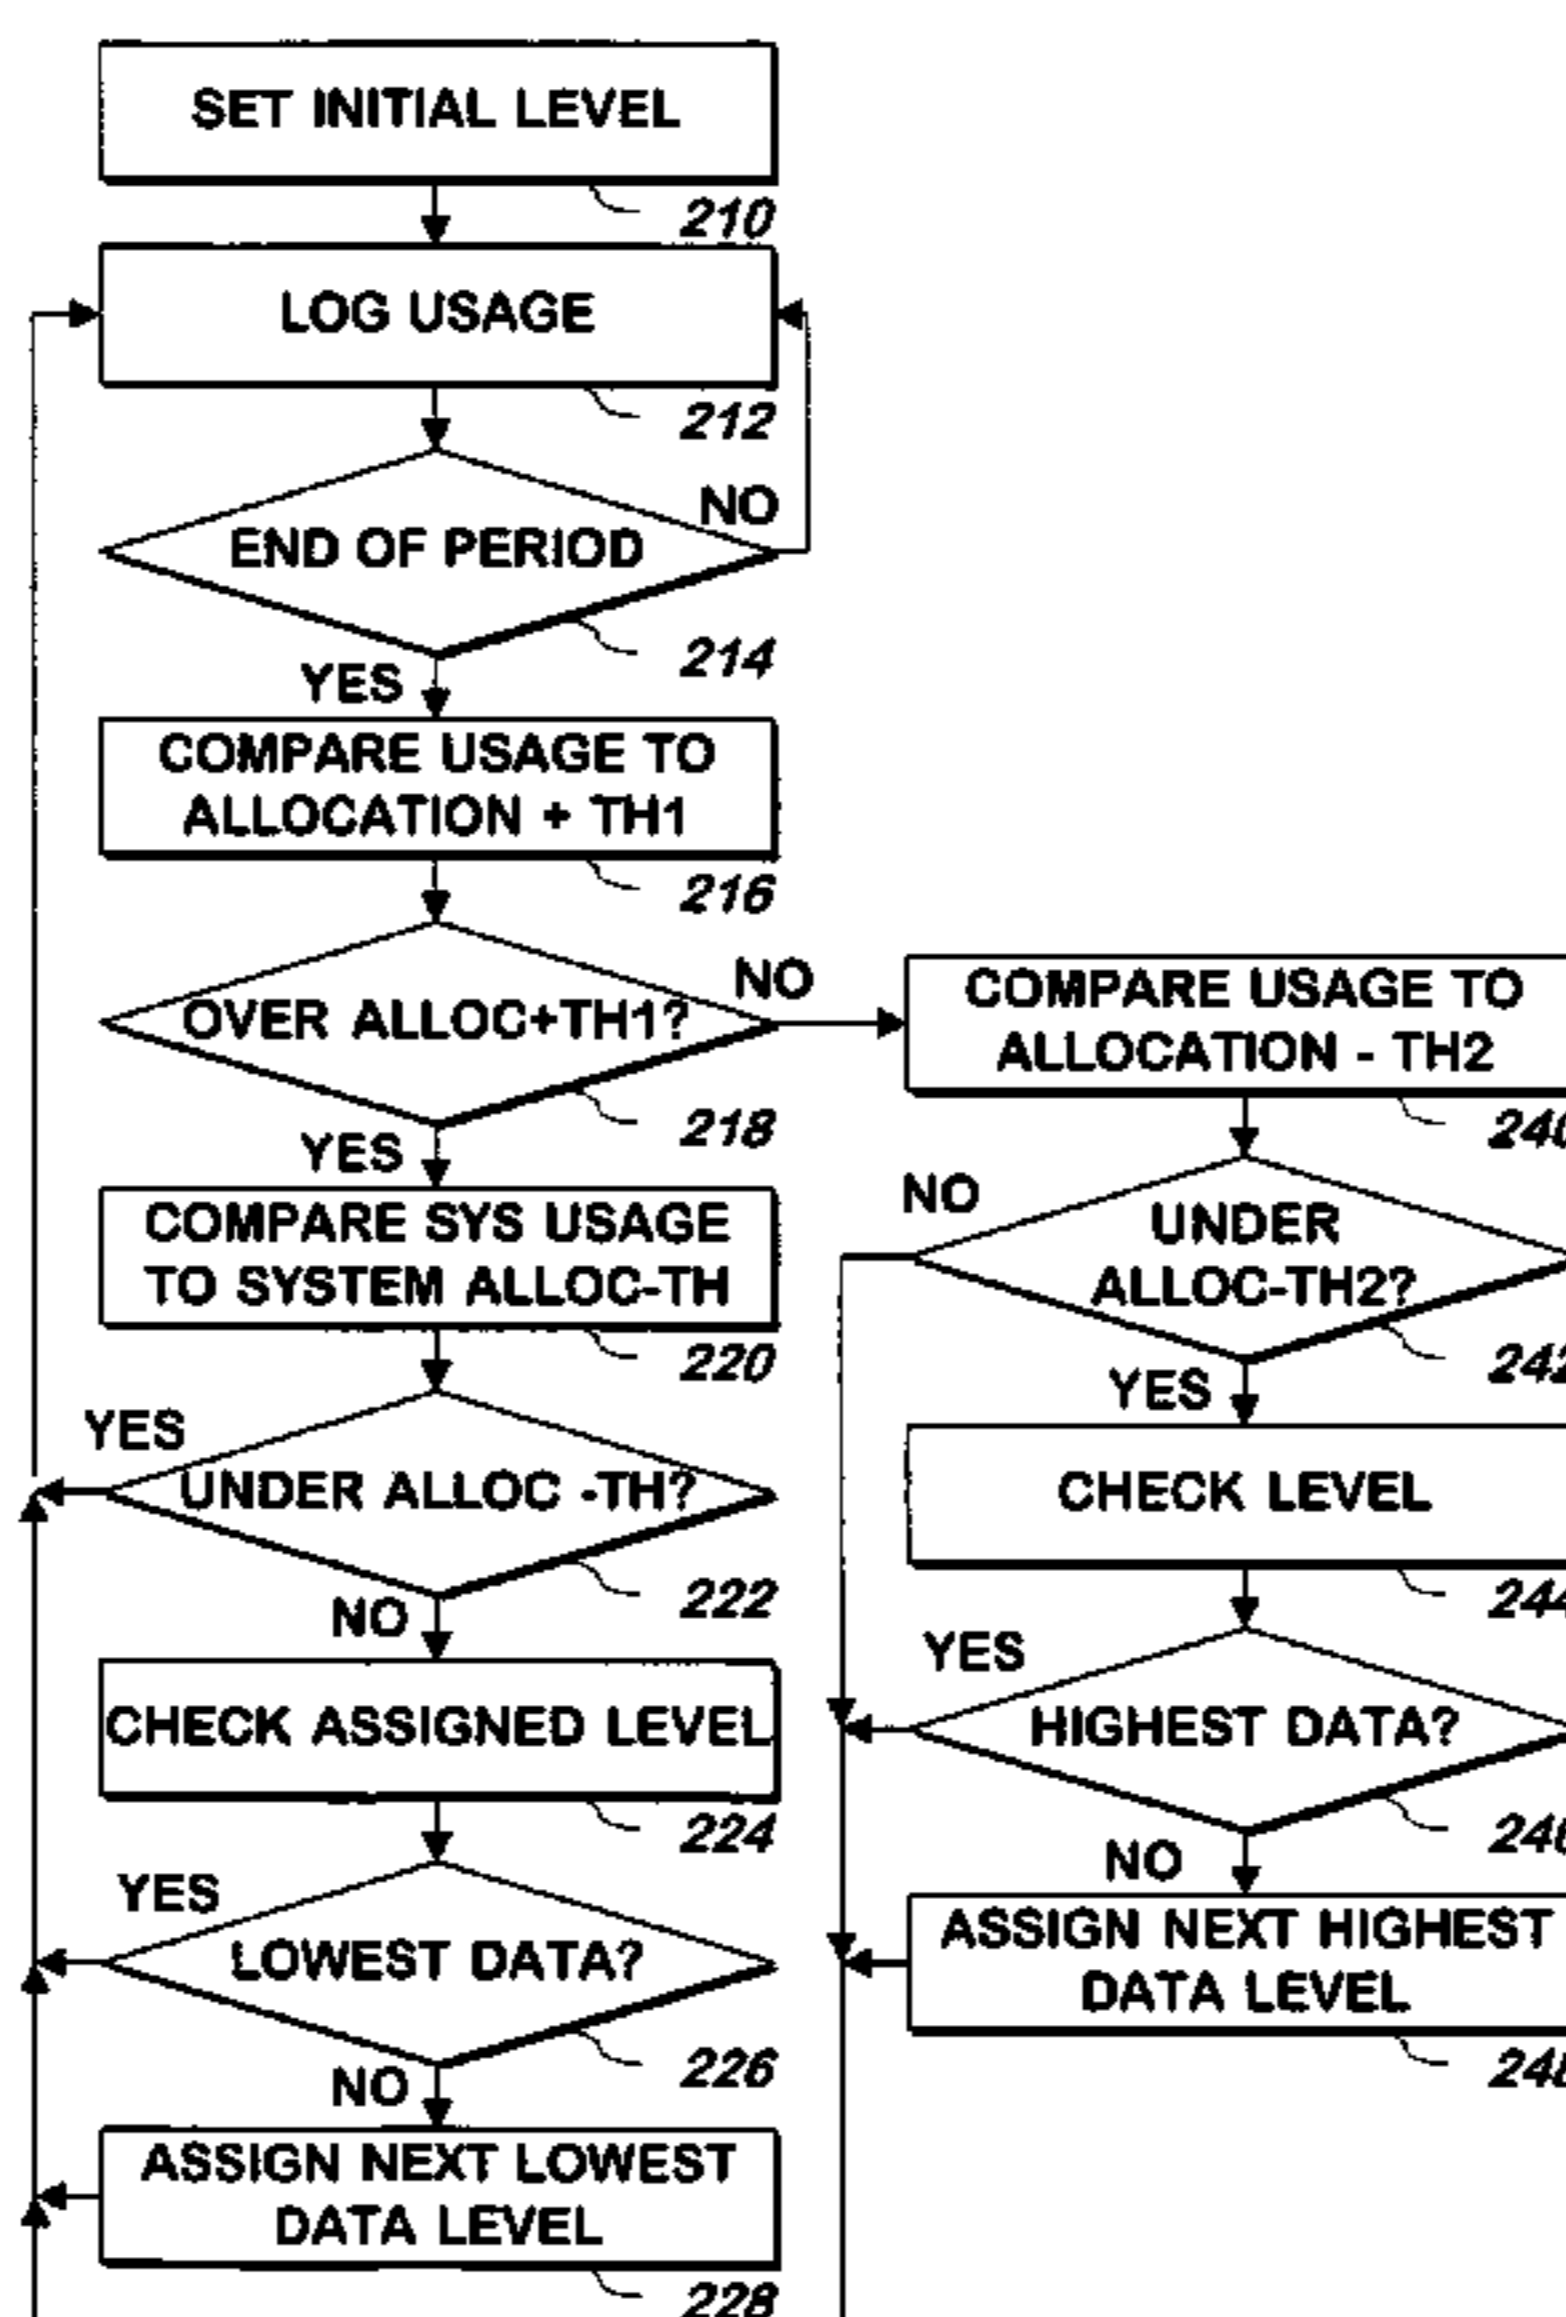 SET INITIAL LEVEL
210
LOG USAGE
212
END OF PERIOD
NO
214
YES
COMPARE USAGE TO
ALLOCATION + TH1
216
OVER ALLOC+TH1?
NO
218
YES
COMPARE SYS USAGE
TO SYSTEM ALLOC-TH
220
YES
UNDER ALLOC -TH?
222
NO
CHECK ASSIGNED LEVEL
224
YES
LOWEST DATA?
226
NO
ASSIGN NEXT LOWEST
DATA LEVEL
228
COMPARE USAGE TO
ALLOCATION - TH2
NO
UNDER
ALLOC-TH2?
242
YES
CHECK LEVEL
244
YES
HIGHEST DATA?
NO
ASSIGN NEXT HIGHEST
DATA LEVEL